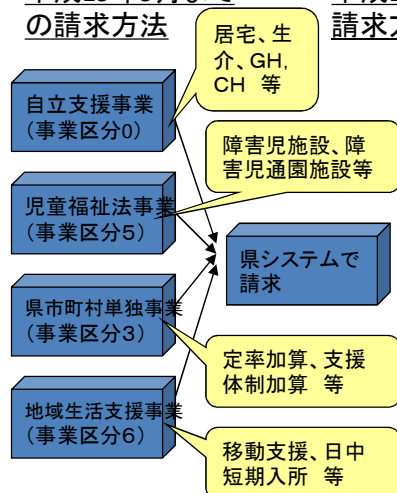 の請求方法
請求方
居宅、生
介、GH,
CH 等
自立支援事業
(事業区分0)
障害児施設、障
害児通園施設等
児童福祉法事業
(事業区分5)
県システムで
請求
県市町村単独事業
(事業区分3)
定率加算、支援
体制加算 等
地域生活支援事業
(事業区分6)
移動支援、日中
短期入所 等